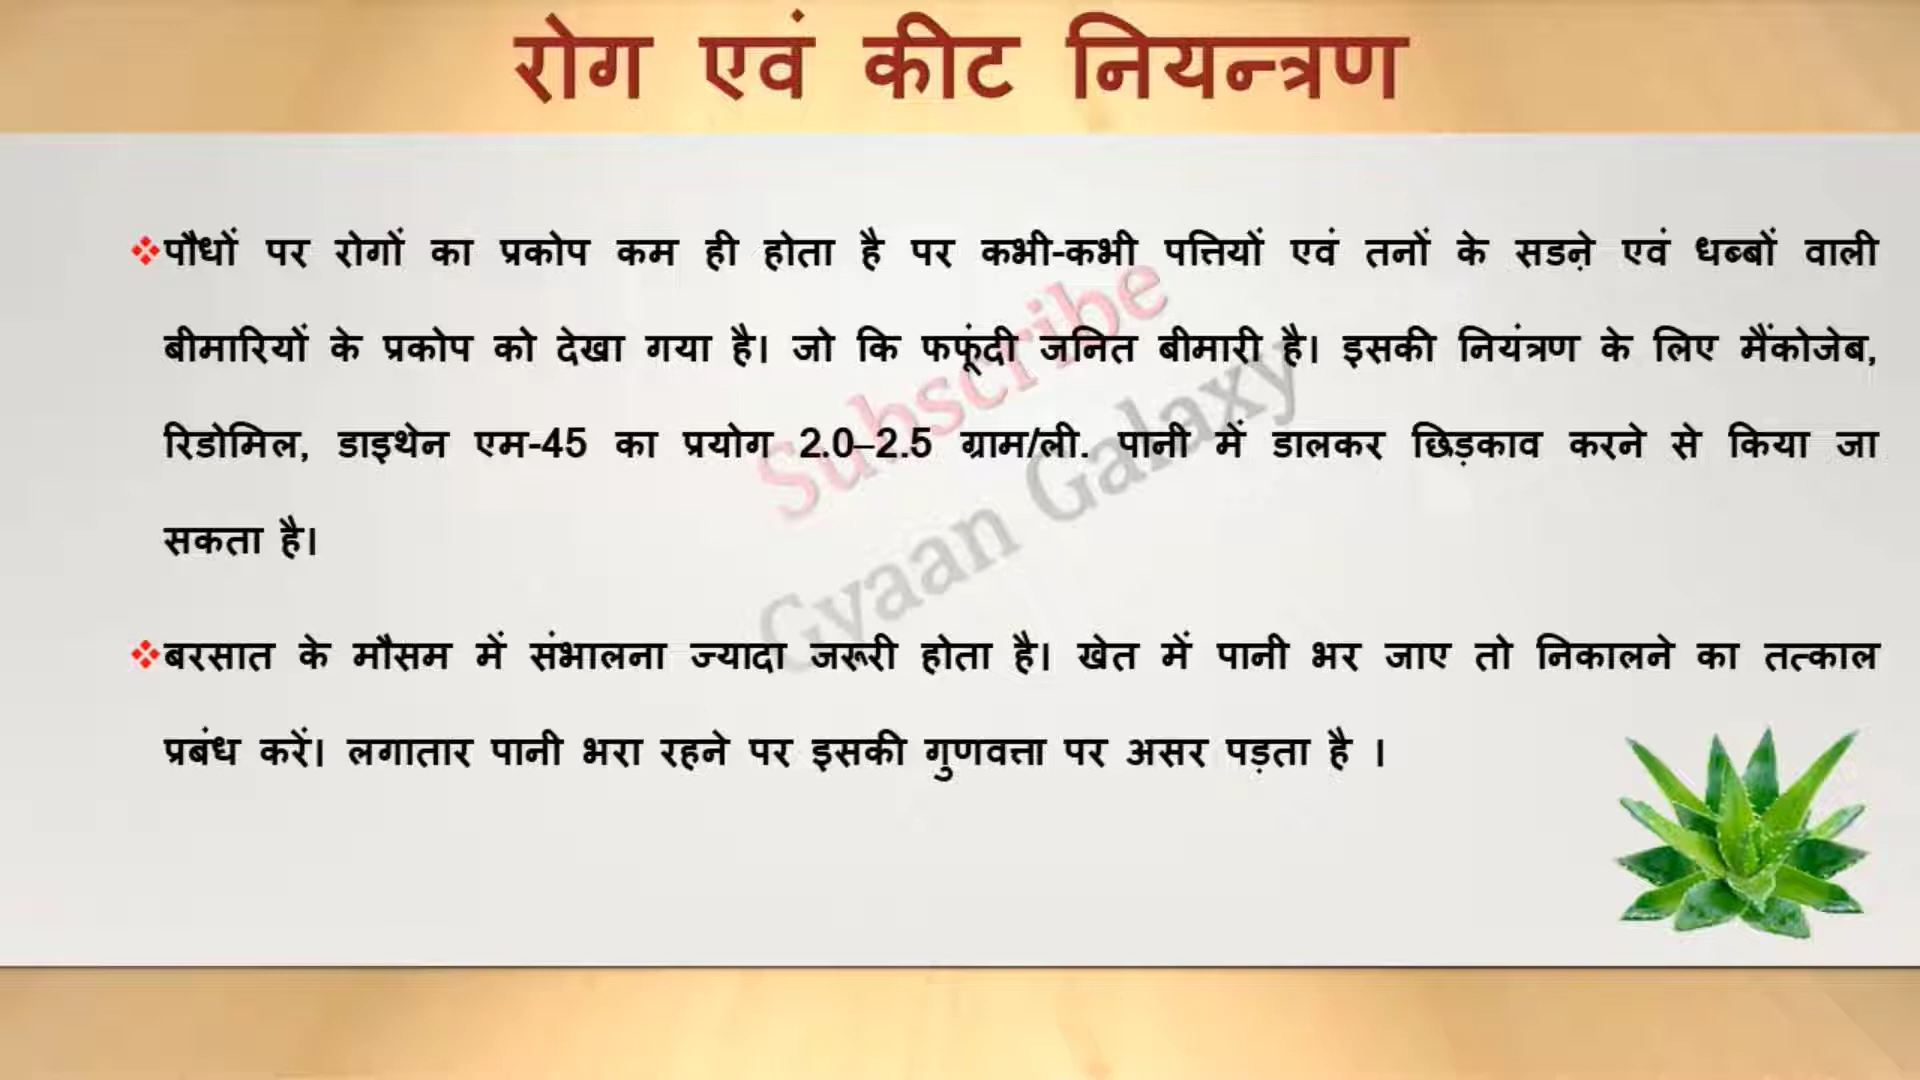 रोग एवं कीट नियन्त्रण
❖पौधों पर रोगों का प्रकोप कम ही होता है पर कभी-कभी पत्तियों एवं तनों के सडऩे एवं धब्बों वाली
बीमारियों के प्रकोप को देखा गया है। जो कि फफूंदी जनित बीमारी है। इसकी नियंत्रण के लिए मैंकोजेब,
रिडोमिल, डाइथेन एम-45 का प्रयोग 2.0–2.5 ग्राम/ली. पानी में डालकर छिड़काव करने से किया जा
सकता है।
❖बरसात के मौसम में संभालना ज्यादा जरूरी होता है। खेत में पानी भर जाए तो निकालने का तत्काल
प्रबंध करें। लगातार पानी भरा रहने पर इसकी गुणवत्ता पर असर पड़ता है ।
Subscribe
Gyaan Galaxy